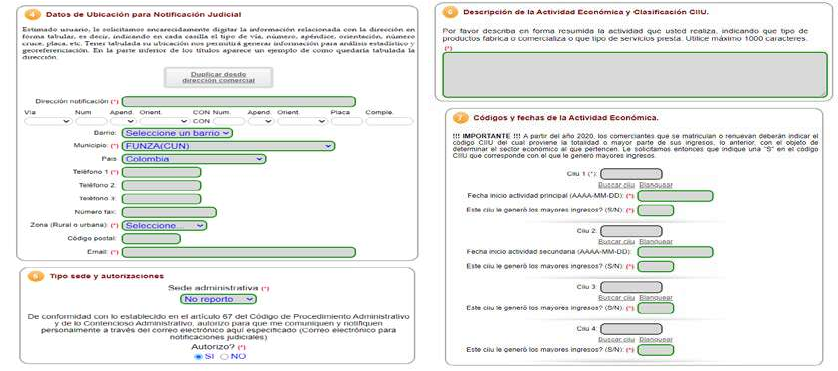 4 Datos de Ubicación para Notificación Judicial
Estimado usuario, le solicitamos encarecidamente digitar la información relacionada con la dirección en
forma tabular, es decir, indicando en cada casilla el tipo de vía, número, apéndice, orientación, número
cruce, placa, etc. Tener tabulada su ubicación nos permitirá generar información para análisis estadístico y
georeferenciación. En la parte inferior de los títulos aparece un ejemplo de como quedaría tabulada la
dirección.
Duplicar desde
dirección comercial
Dirección notificación (*)
Vía Num Apend. Orient. CON Num. Apend. Orient. Placa Comple.
CON
Barrio: Seleccione un barrio
Municipio: (*) FUNZA(CUN)
País Colombia
Teléfono 1 (*)
Teléfono 2:
Teléfono 3:
Número fax:
Zona (Rural o urbana): (*) Seleccione...
Código postal:
Email: (*)
5 Tipo sede y autorizaciones
Sede administrativa (*)
No reporto
De conformidad con lo establecido en el artículo 67 del Código de Procedimiento Administrativo
y de lo Contencioso Administrativo, autorizo para que me comuniquen y notifiquen
personalmente a través del correo electrónico aquí especificado (Correo electrónico para
notificaciones judiciales)
Autorizo? (*)
SI NO
6 Descripción de la Actividad Económica y Clasificación CIIU.
Por favor describa en forma resumida la actividad que usted realiza, indicando que tipo de
productos fabrica o comercializa o que tipo de servicios presta. Utilice máximo 1000 caracteres.
(*)
7 Códigos y fechas de la Actividad Económica.
!!! IMPORTANTE !!! A partir del año 2020, los comerciantes que se matriculan o renuevan deberán indicar el
código CIIU del cual proviene la totalidad o mayor parte de sus ingresos, lo anterior, con el objeto de
determinar el sector económico al que pertencen. Le solicitamos entonces que indique una "S" en el código
CIIU que corresponde con el que le generó mayores ingresos.
Ciiu 1 (*):
Buscar ciiu Blanquear
Fecha inicio actividad principal (AAAA-MM-DD): (*):
Este ciiu le generó los mayores ingresos? (S/N): (*):
Ciiu 2:
Buscar ciiu Blanquear
Fecha inicio actividad secundaria (AAAA-MM-DD):
Este ciiu le generó los mayores ingresos? (S/N): (*):
Ciiu 3:
Buscar ciiu Blanquear
Este ciiu le generó los mayores ingresos? (S/N): (*):
Ciiu 4:
Buscar ciiu Blanquear
Este ciiu le generó los mayores ingresos? (S/N): (*):